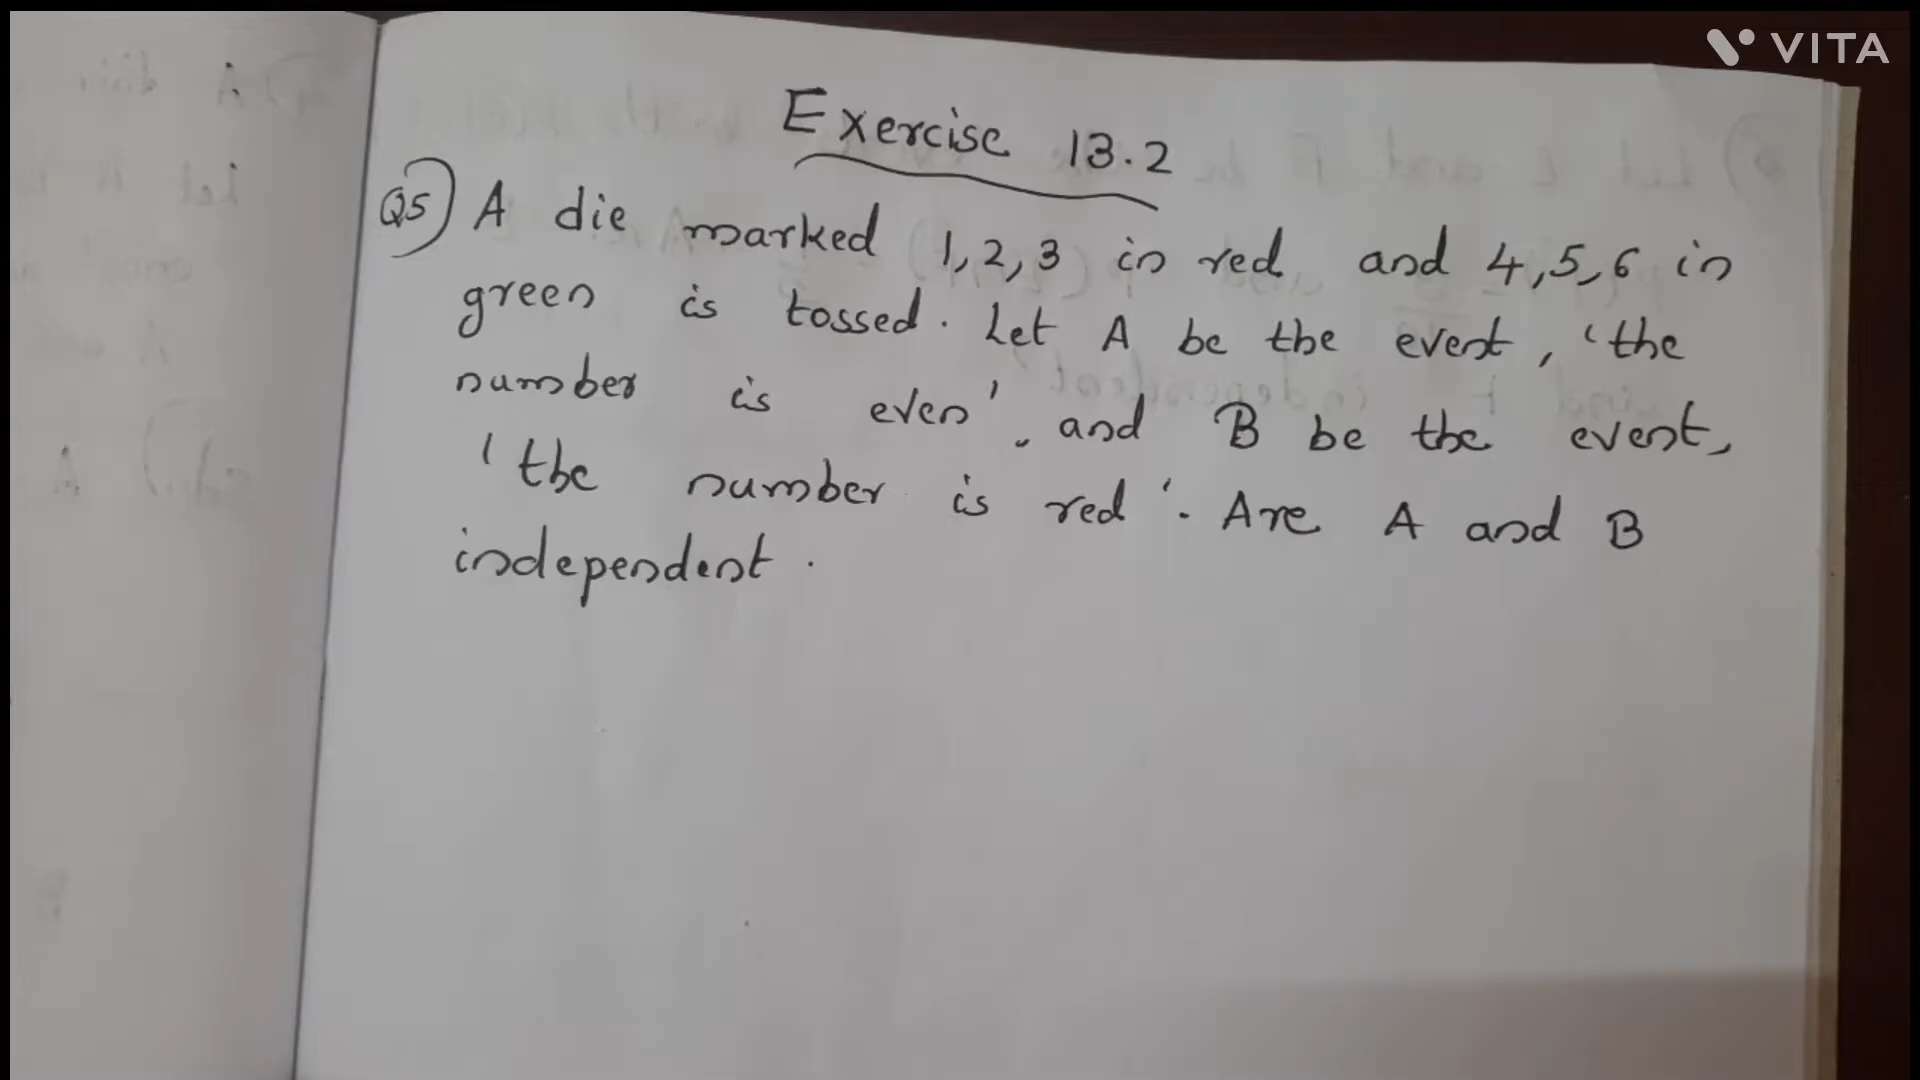 VITA
Exercise 13.2
Q5) A die marked 1,2,3 in red and 4,5,6 in
green is tossed. Let A be the event, 'the
number is even', and B be the event,
'the number is red'. Are A and B
independent.